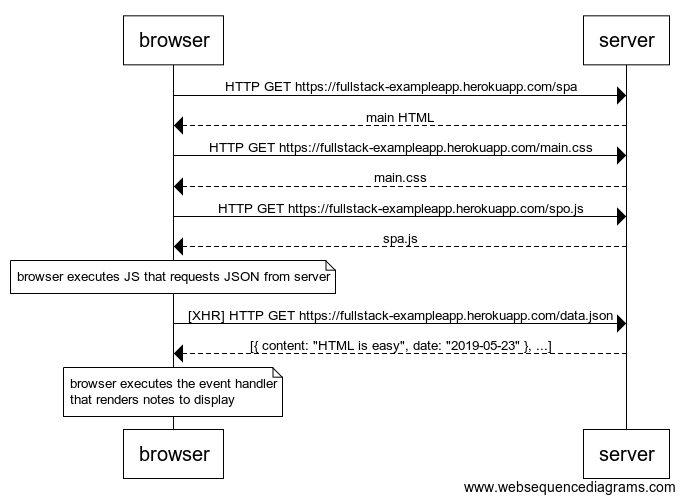 browser
server
HTTP GET https://fullstack-exampleapp.herokuapp.com/spa
main HTML
HTTP GET https://fullstack-exampleapp.herokuapp.com/main.css
main.css
HTTP GET https://fullstack-exampleapp.herokuapp.com/spo.js
spa.js
browser executes JS that requests JSON from server
[XHR] HTTP GET https://fullstack-exampleapp.herokuapp.com/data.json
[{ content: "HTML is easy", date: "2019-05-23" }, ...]
browser executes the event handler
that renders notes to display
browser
server
www.websequencediagrams.com